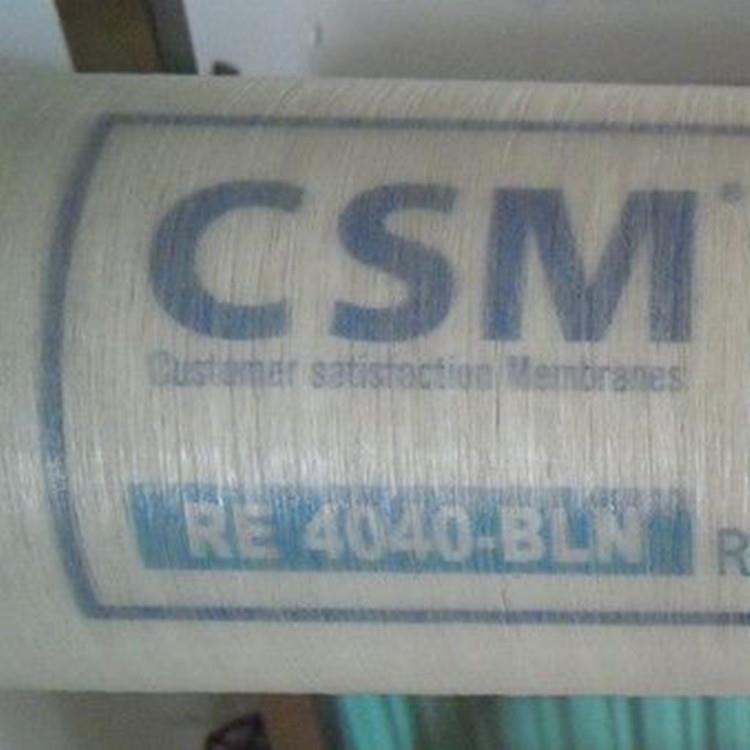 CSM®
Customer satisfaction Membranes
RE 4040-BLN
R